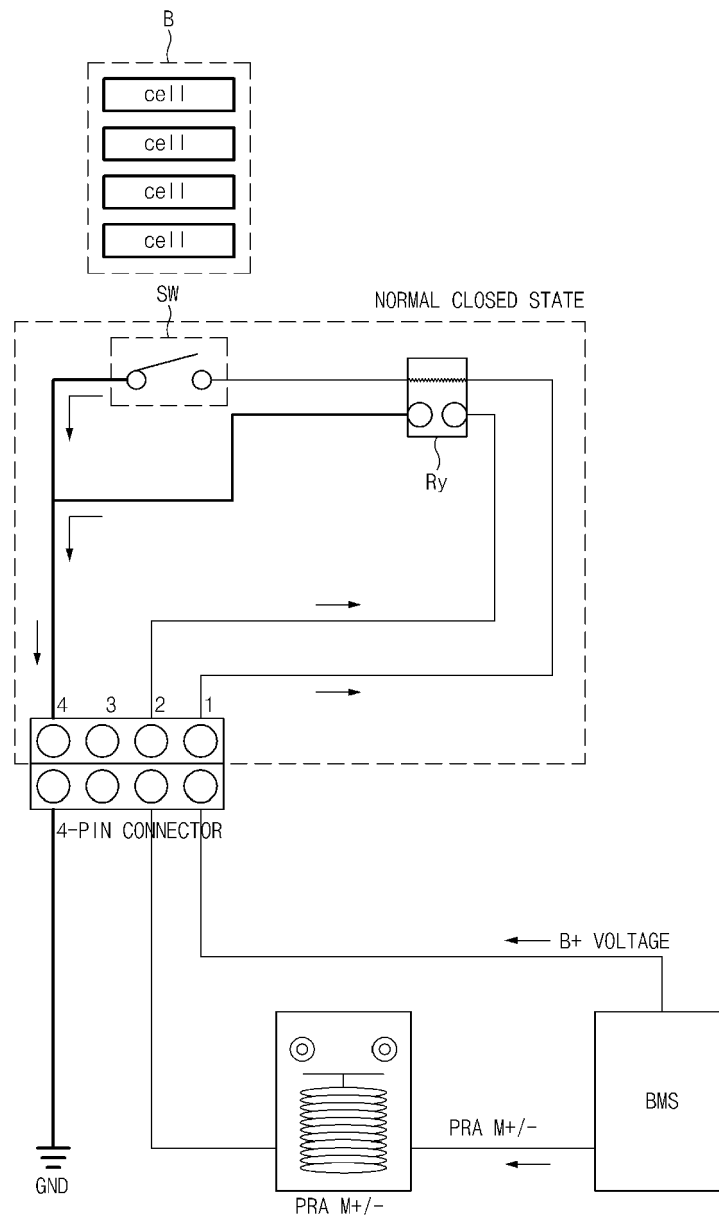 B
cell
cell
cell
cell
SW
NORMAL CLOSED STATE
Ry
4 3 2 1
4-PIN CONNECTOR
B+ VOLTAGE
BMS
PRA M+/-
GND
PRA M+/-